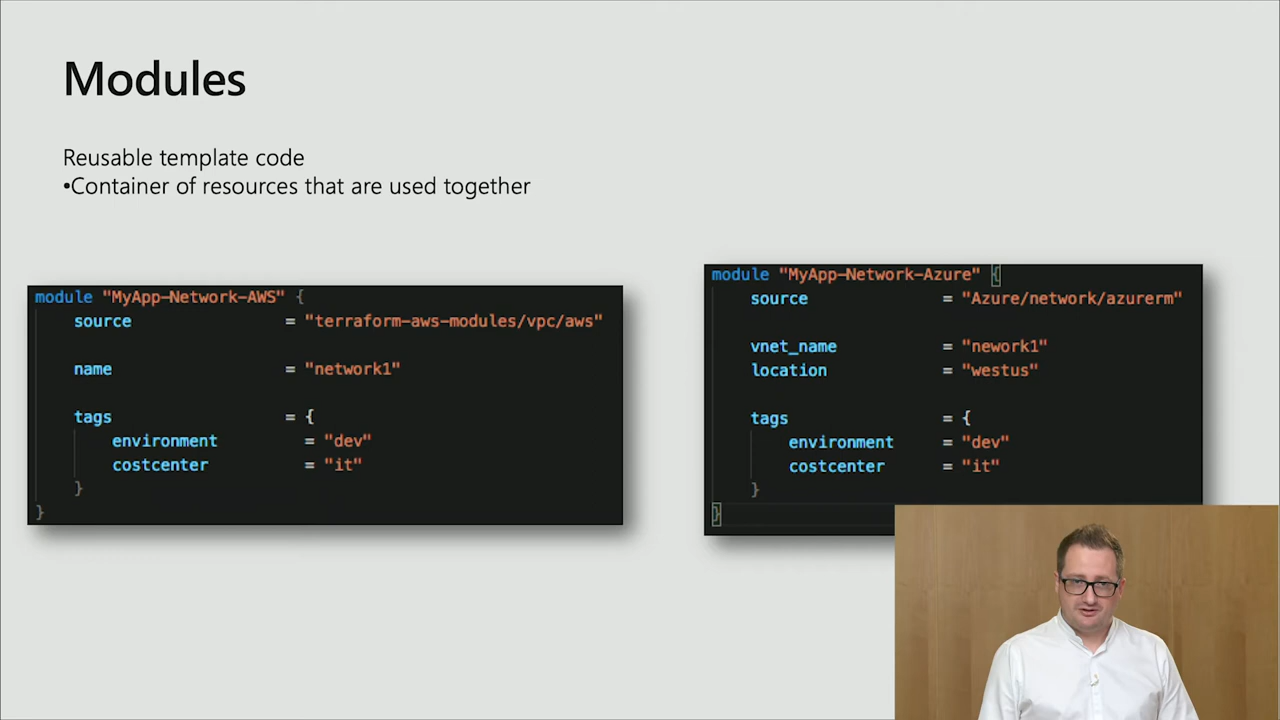 Modules
Reusable template code
•Container of resources that are used together
module "MyApp-Network-AWS" {
source = "terraform-aws-modules/vpc/aws"
name = "network1"
tags = {
environment = "dev"
costcenter = "it"
}
}
module "MyApp-Network-Azure" {
source = "Azure/network/azurerm"
vnet_name = "nework1"
location = "westus"
tags = {
environment = "dev"
costcenter = "it"
}
}